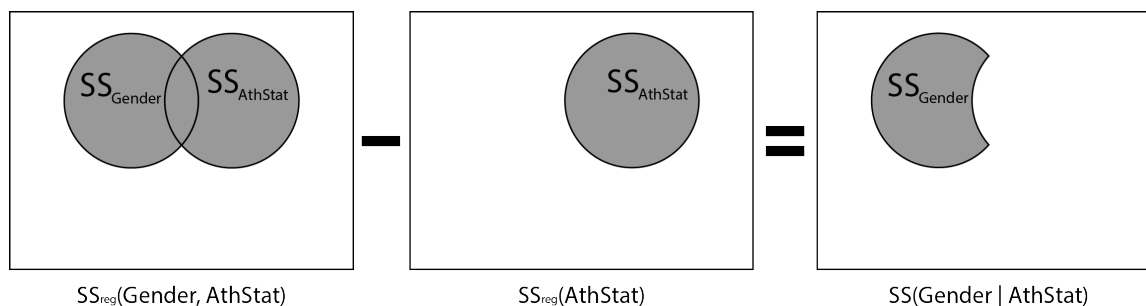 SSGender
SSAthStat
SSAthStat
SSGender
SSreg(Gender, AthStat)
SSreg(AthStat)
SS(Gender | AthStat)